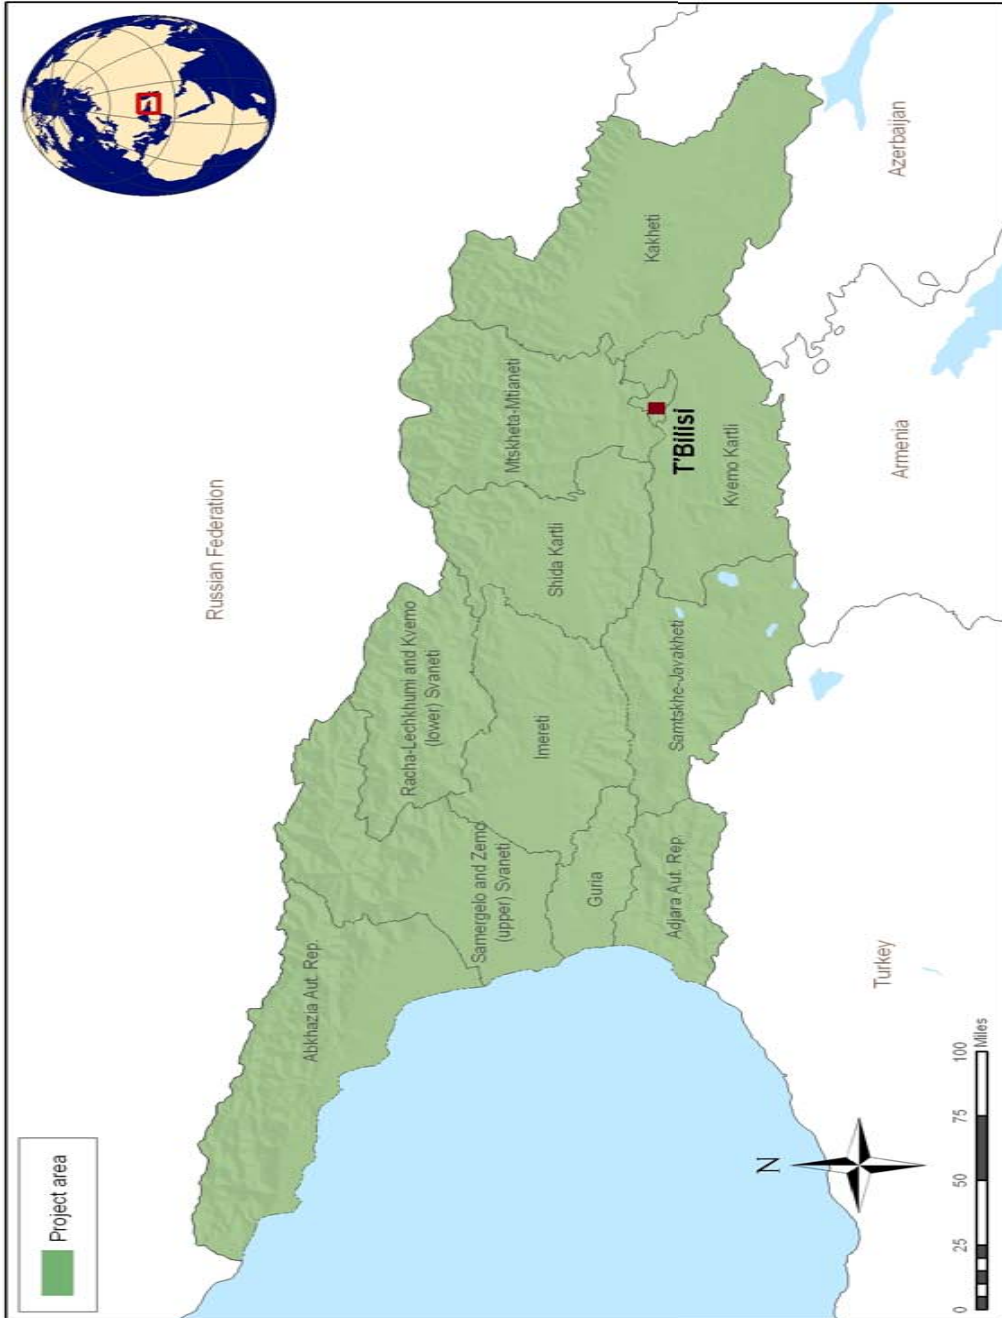 Project area
Russian Federation
Abkhazia Aut. Rep.
Racha-Lechkhumi and Kvemo
(lower) Svaneti
Samergelo and Zemo
(upper) Svaneti
Mtskheta-Mtianeti
Imereti
Shida Kartli
Guria
Kakheti
T'Bilisi
Adjara Aut. Rep.
Samtskhe-Javakheti
Kvemo Kartli
N
Turkey
Armenia
Azerbaijan
0 25 50 75 100
Miles